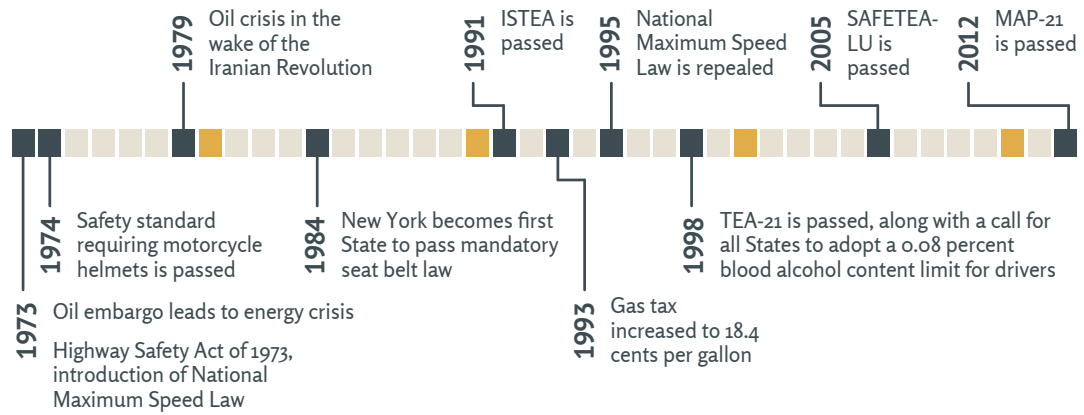 1979
Oil crisis in the
wake of the
Iranian Revolution
1991
ISTEA is
passed
1995
National
Maximum Speed
Law is repealed
2005
SAFETEA-
LU is
passed
2012
MAP-21
is passed
1974
Safety standard
requiring motorcycle
helmets is passed
1984
New York becomes first
State to pass mandatory
seat belt law
1998
TEA-21 is passed, along with a call for
all States to adopt a 0.08 percent
blood alcohol content limit for drivers
1973
Oil embargo leads to energy crisis
Highway Safety Act of 1973,
introduction of National
Maximum Speed Law
1993
Gas tax
increased to 18.4
cents per gallon